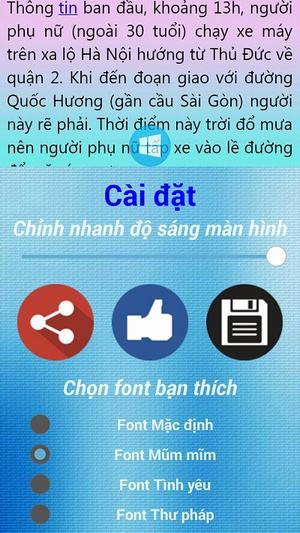 Thông tin ban đầu, khoảng 13h, người
phụ nữ (ngoài 30 tuổi) chạy xe máy
trên xa lộ Hà Nội hướng từ Thủ Đức về
quận 2. Khi đến đoạn giao với đường
Quốc Hương (gần cầu Sài Gòn) người
này rẽ phải. Thời điểm này trời đổ mưa
nên người phụ nữ tấp xe vào lề đường
Cài đặt
Chỉnh nhanh độ sáng màn hình
Chọn font bạn thích
Font Mặc định
Font Mũm mĩm
Font Tình yêu
Font Thư pháp